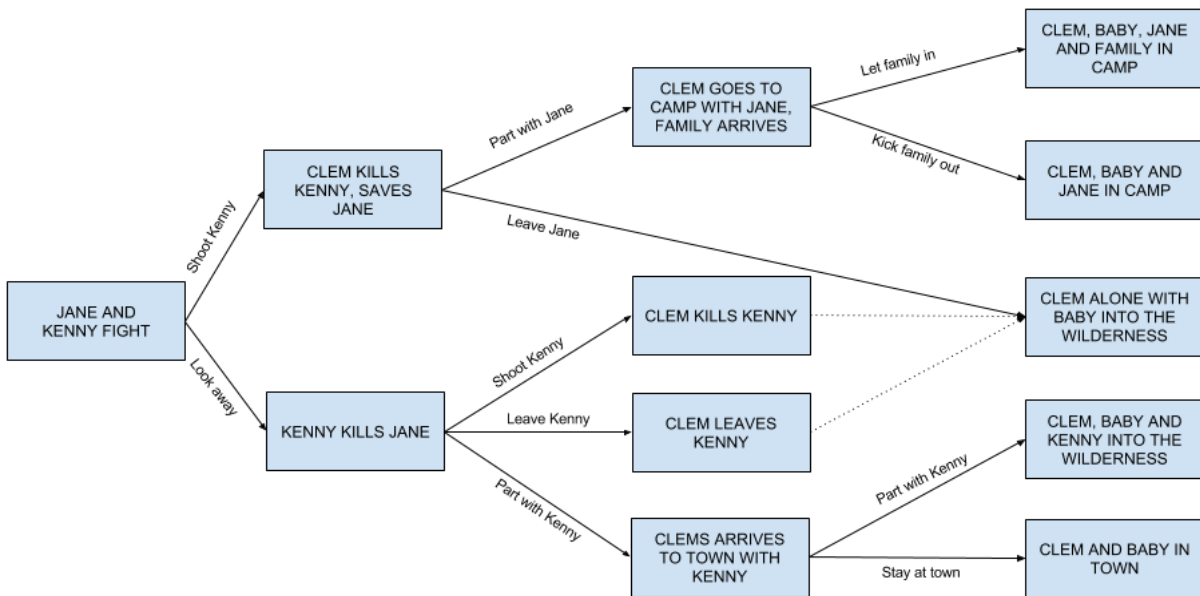 CLEM, BABY, JANE
AND FAMILY IN
CAMP
Let family in
CLEM GOES TO
CAMP WITH JANE,
FAMILY ARRIVES
Part with Jane
Kick family out
CLEM, BABY AND
JANE IN CAMP
CLEM KILLS
KENNY, SAVES
JANE
Shoot Kenny
Leave Jane
JANE AND
KENNY FIGHT
CLEM KILLS KENNY
CLEM ALONE WITH
BABY INTO THE
WILDERNESS
Look away
Shoot Kenny
KENNY KILLS JANE
Leave Kenny
CLEM LEAVES
KENNY
CLEM, BABY AND
KENNY INTO THE
WILDERNESS
Part with Kenny
Part with Kenny
CLEMS ARRIVES
TO TOWN WITH
KENNY
Stay at town
CLEM AND BABY IN
TOWN